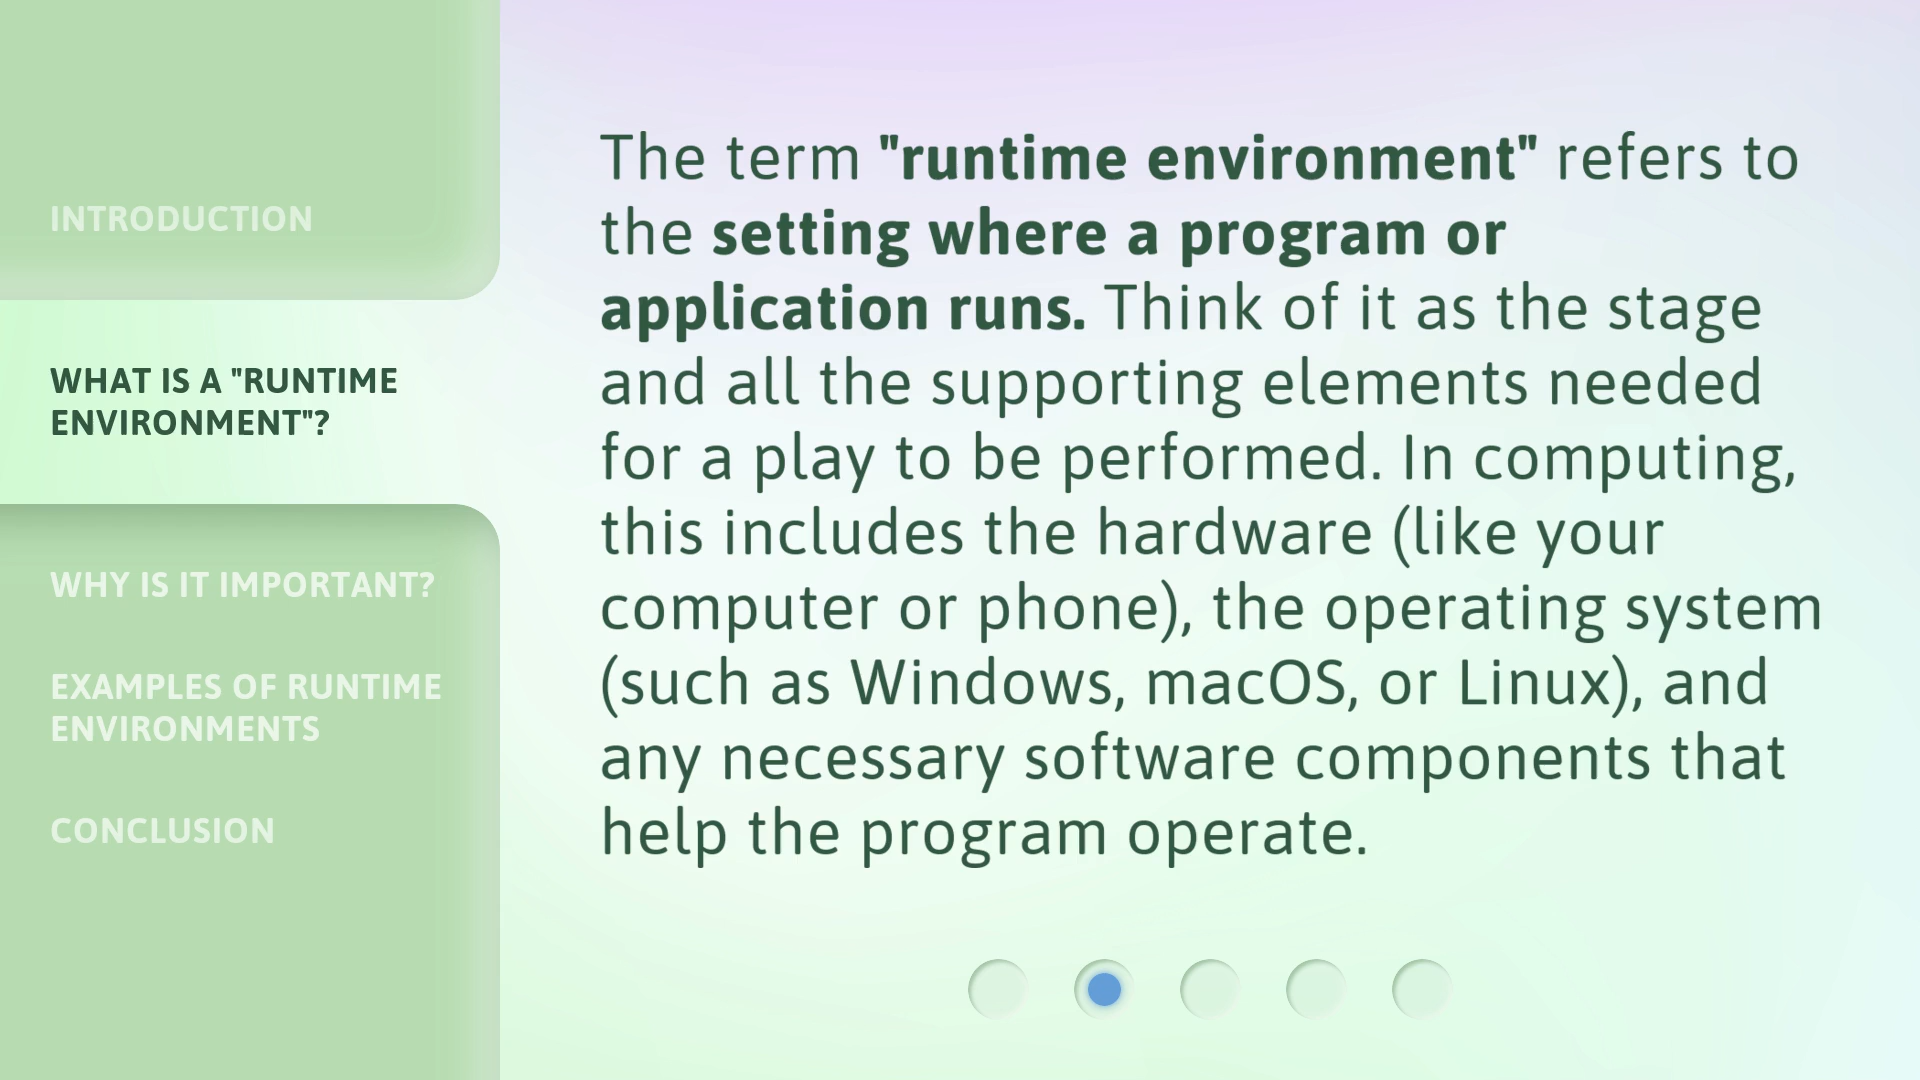 INTRODUCTION
WHAT IS A "RUNTIME
ENVIRONMENT"?
WHY IS IT IMPORTANT?
EXAMPLES OF RUNTIME
ENVIRONMENTS
CONCLUSION
The term "runtime environment" refers to
the setting where a program or
application runs. Think of it as the stage
and all the supporting elements needed
for a play to be performed. In computing,
this includes the hardware (like your
computer or phone), the operating system
(such as Windows, macOS, or Linux), and
any necessary software components that
help the program operate.